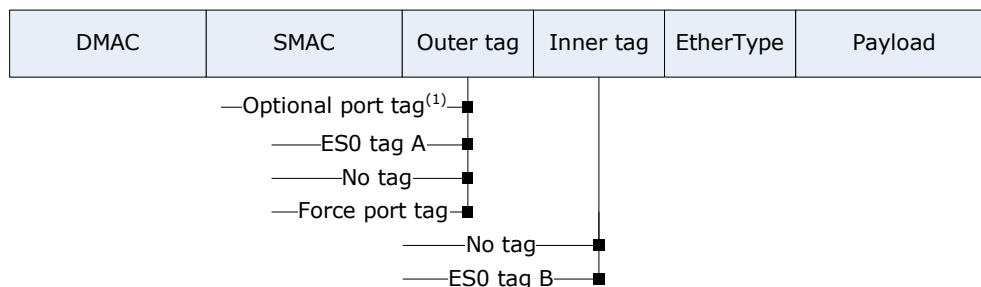 DMAC SMAC Outer tag Inner tag EtherType Payload
Optional port tag(1)
ES0 tag A
No tag
Force port tag
No tag
ES0 tag B